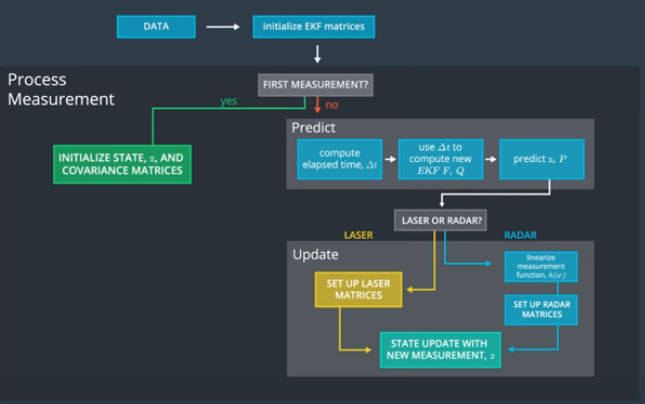 DATA
initialize EKF matrices
Process
Measurement
FIRST MEASUREMENT?
yes
no
INITIALIZE STATE, x, AND
COVARIANCE MATRICES
Predict
compute
elapsed time, Δt
use Δt to
compute new
EKF F, Q
predict x, P
LASER OR RADAR?
LASER
RADAR
Update
SET UP LASER
MATRICES
linearize
measurement
function, h(x')
SET UP RADAR
MATRICES
STATE UPDATE WITH
NEW MEASUREMENT, z